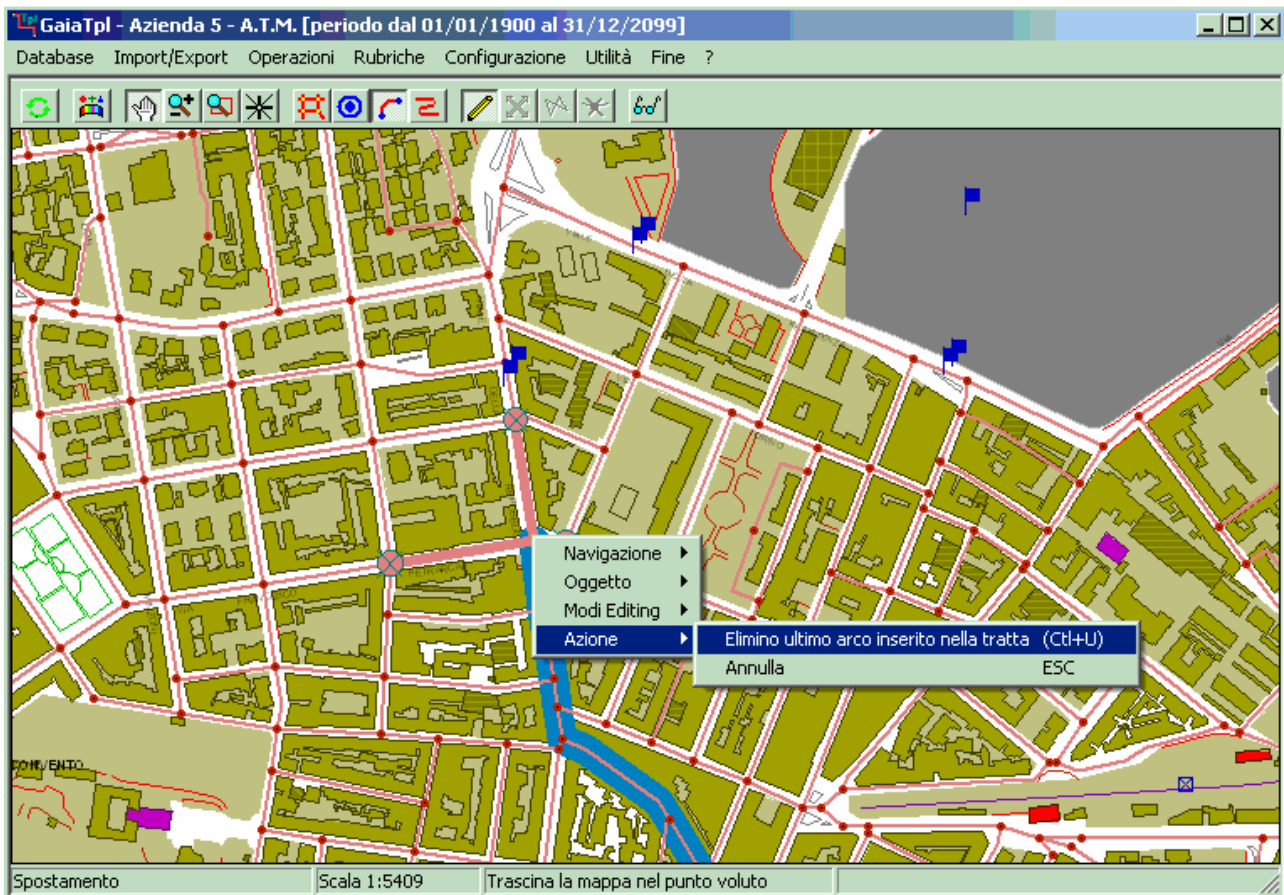 GaiaTpl - Azienda 5 - A.T.M. [periodo dal 01/01/1900 al 31/12/2099]
Database Import/Export Operazioni Rubriche Configurazione Utilità Fine ?
PETRARCA
Navigazione
Oggetto
Modi Editing
Azione
Elimino ultimo arco inserito nella tratta (Ctl+U)
Annulla ESC
CONVENTO
Spostamento Scala 1:5409 Trascina la mappa nel punto voluto